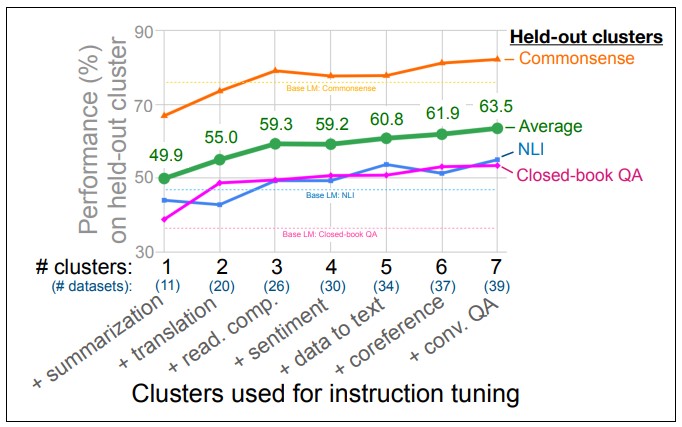 Performance (%)
on held-out cluster
90
70
50
30
Held-out clusters
Commonsense
Average
NLI
Closed-book QA
Base LM: Commonsense
Base LM: NLI
Base LM: Closed-book QA
49.9
55.0
59.3
59.2
60.8
61.9
63.5
# clusters: 1 2 3 4 5 6 7
(# datasets): (11) (20) (26) (30) (34) (37) (39)
+ summarization
+ translation
+ read. comp.
+ sentiment
+ data to text
+ coreference
+ conv. QA
Clusters used for instruction tuning